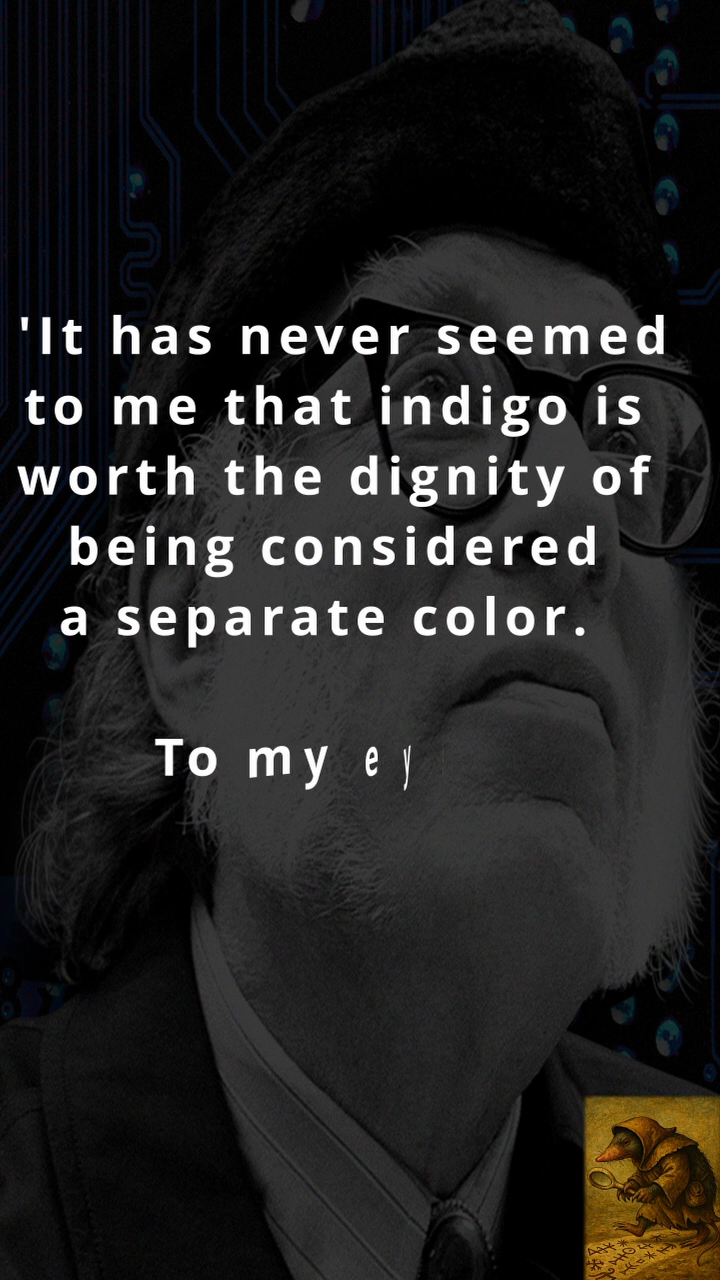 'It has never seemed
to me that indigo is
worth the dignity of
being considered
a separate color.
To my ey